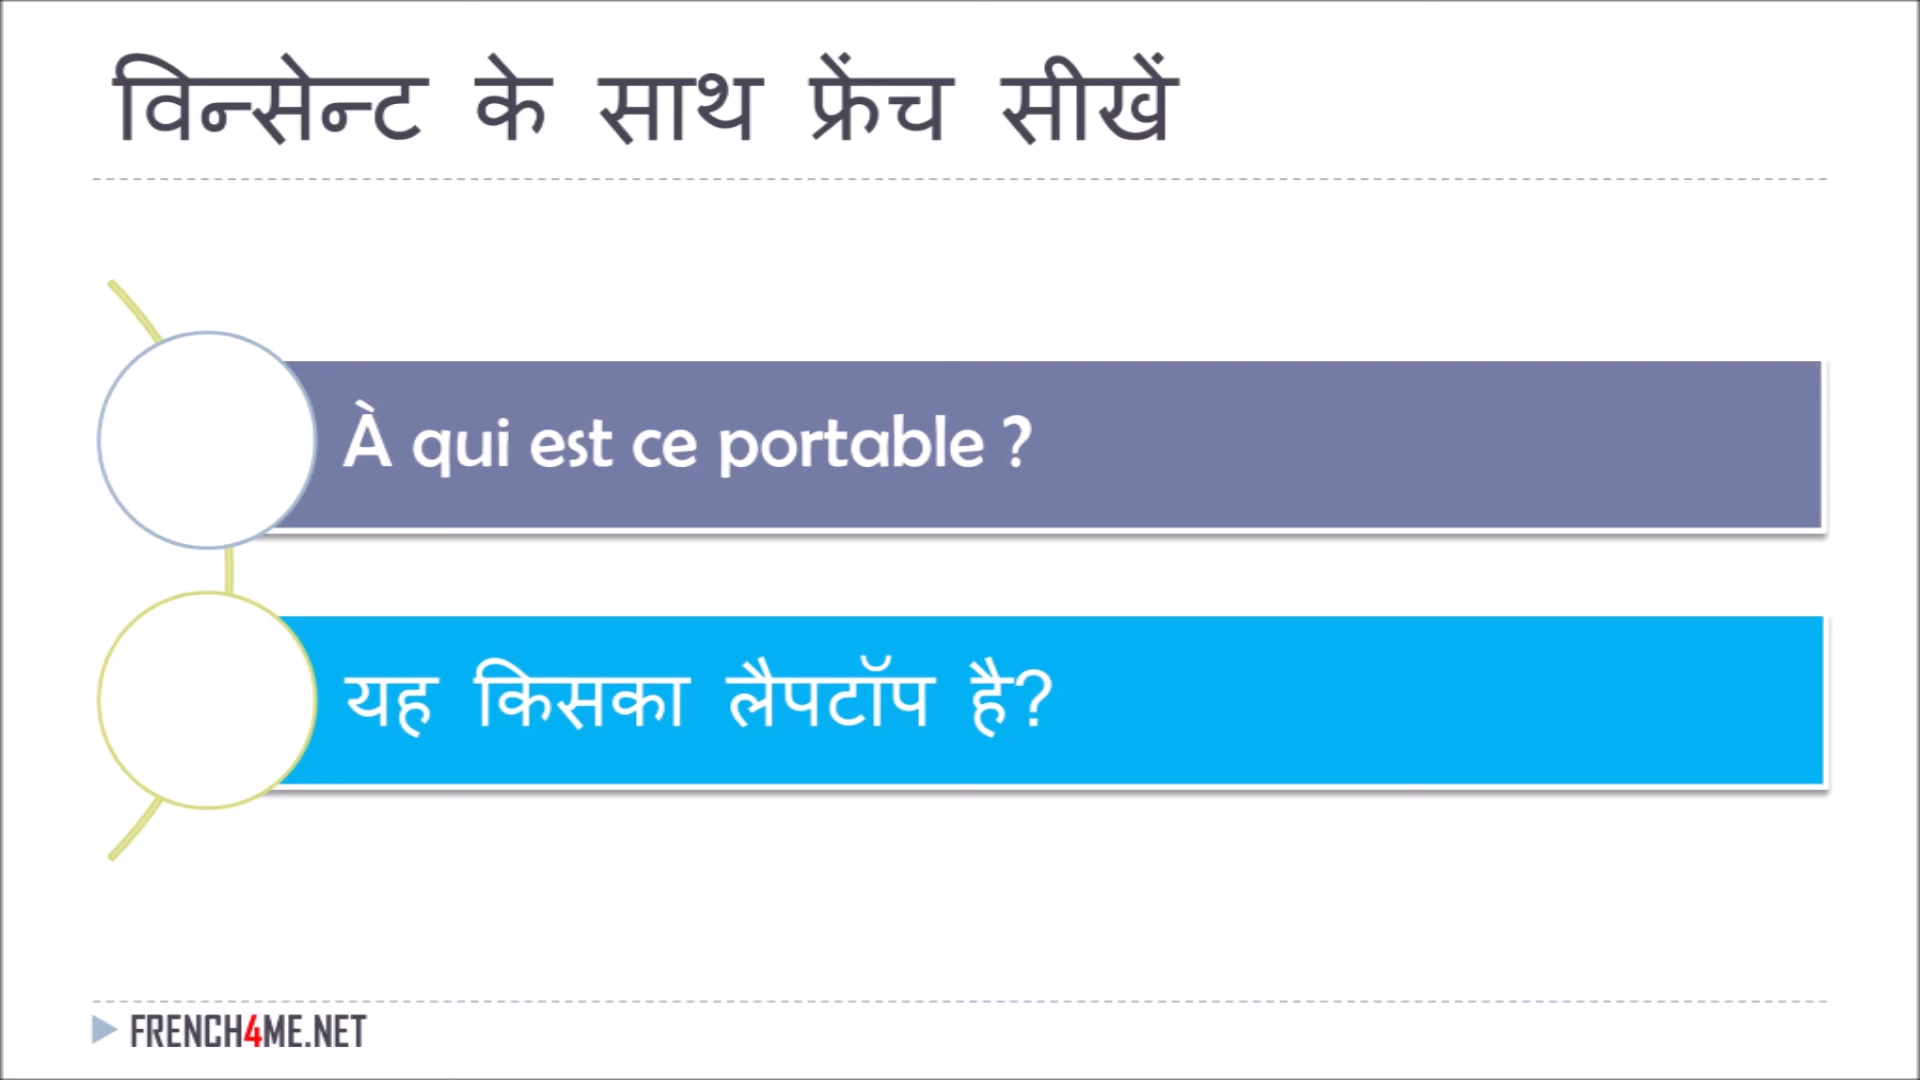 विन्सेन्ट के साथ फ्रेंच सीखें
À qui est ce portable ?
यह किसका लैपटॉप है?
FRENCH4ME.NET